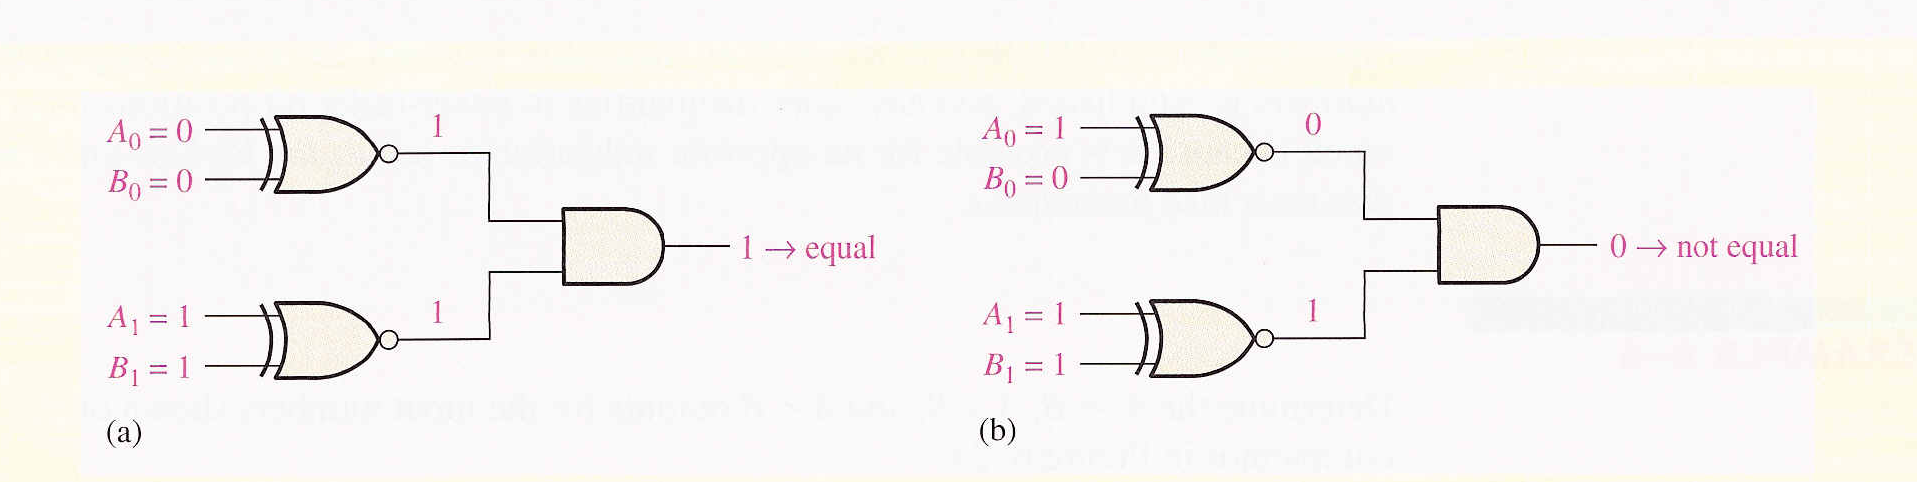 A₀ = 0
B₀ = 0
1
1 → equal
A₁ = 1
B₁ = 1
1
(a)
A₀ = 1
B₀ = 0
0
0 → not equal
A₁ = 1
B₁ = 1
1
(b)